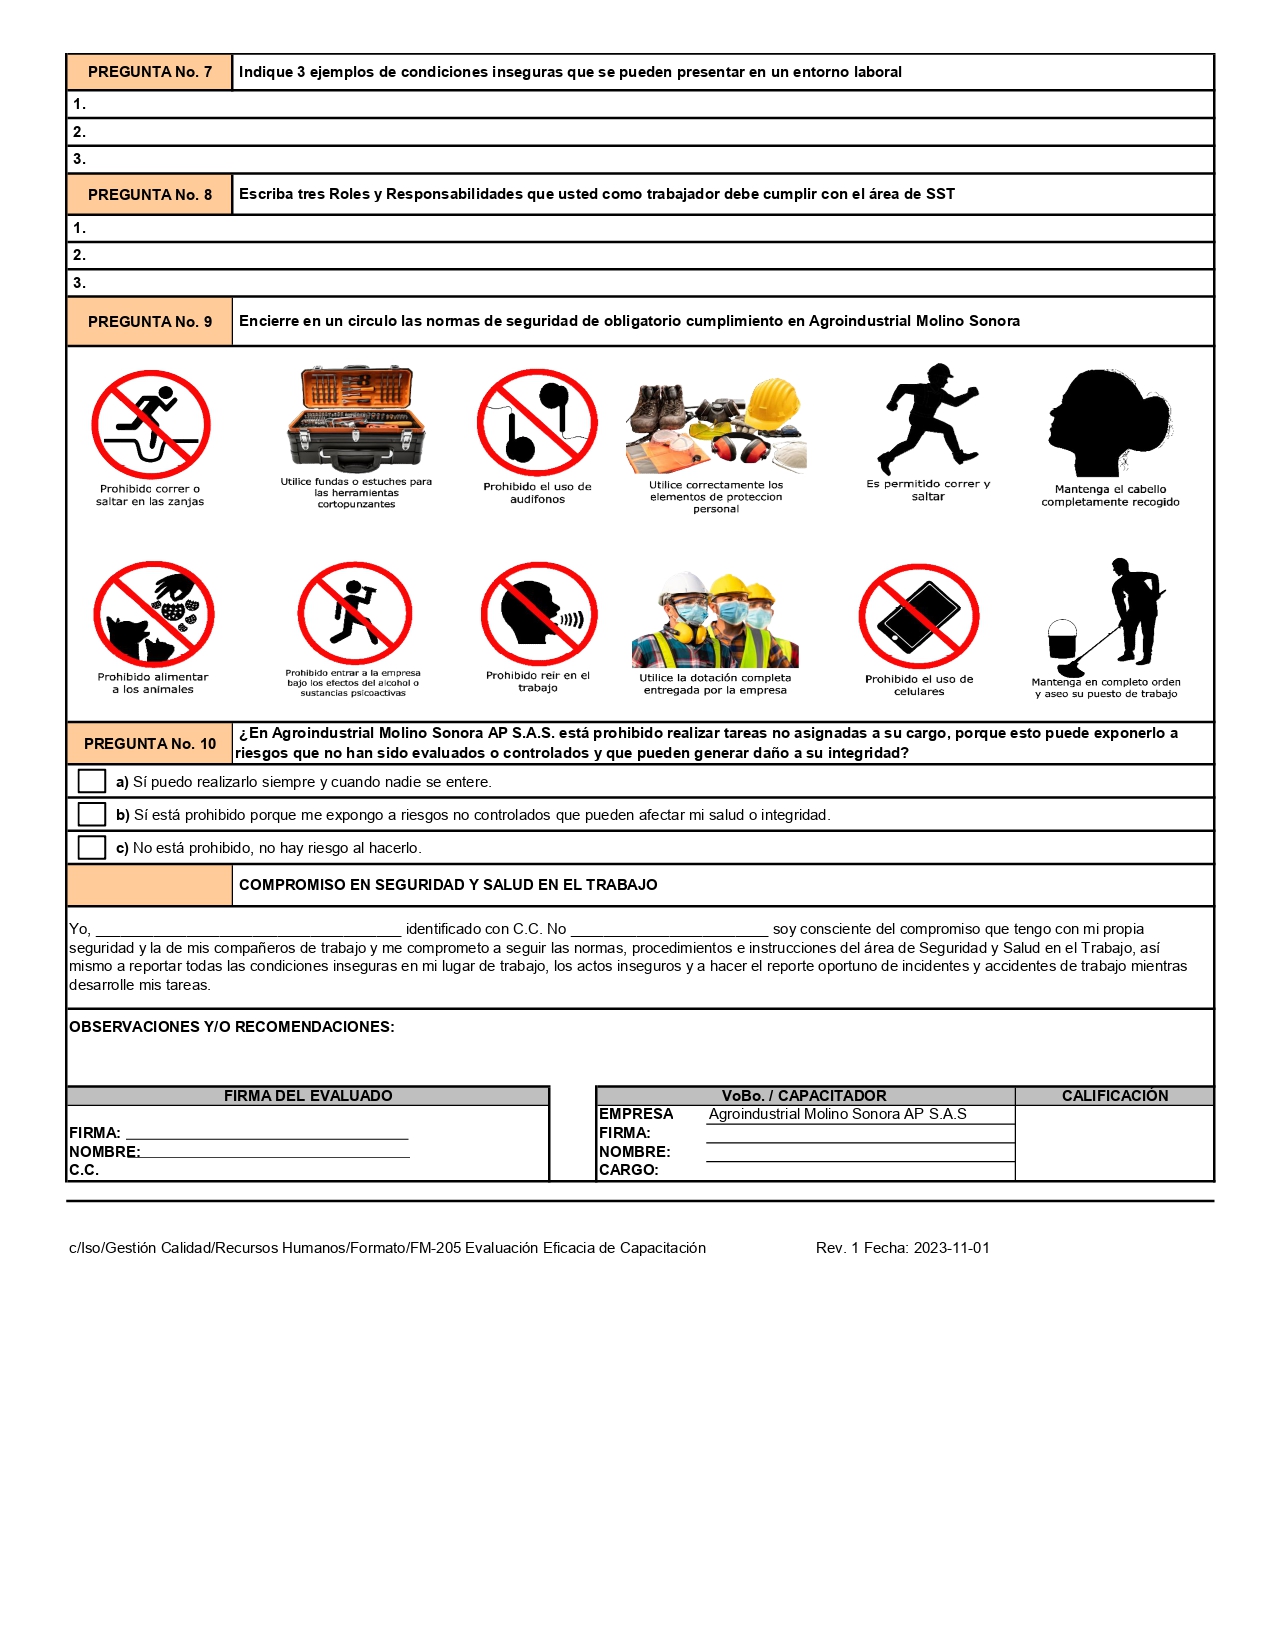 PREGUNTA No. 7 Indique 3 ejemplos de condiciones inseguras que se pueden presentar en un entorno laboral
1.
2.
3.
PREGUNTA No. 8 Escriba tres Roles y Responsabilidades que usted como trabajador debe cumplir con el área de SST
1.
2.
3.
PREGUNTA No. 9 Encierre en un circulo las normas de seguridad de obligatorio cumplimiento en Agroindustrial Molino Sonora
Prohibido correr o
saltar en las zanjas
Utilice fundas o estuches para
las herramientas
cortopunzantes
Prohibido el uso de
audifonos
Utilice correctamente los
elementos de proteccion
personal
Es permitido correr y
saltar
Mantenga el cabello
completamente recogido
Prohibido alimentar
a los animales
Prohibido entrar a la empresa
bajo los efectos del alcohol o
sustancias psicoactivas
Prohibido reir en el
trabajo
Utilice la dotación completa
entregada por la empresa
Prohibido el uso de
celulares
Mantenga en completo orden
y aseo su puesto de trabajo
PREGUNTA No. 10 ¿En Agroindustrial Molino Sonora AP S.A.S. está prohibido realizar tareas no asignadas a su cargo, porque esto puede exponerlo a
riesgos que no han sido evaluados o controlados y que pueden generar daño a su integridad?
a) Sí puedo realizarlo siempre y cuando nadie se entere.
b) Sí está prohibido porque me expongo a riesgos no controlados que pueden afectar mi salud o integridad.
c) No está prohibido, no hay riesgo al hacerlo.
COMPROMISO EN SEGURIDAD Y SALUD EN EL TRABAJO
Yo, _____________________________________ identificado con C.C. No ________________________ soy consciente del compromiso que tengo con mi propia
seguridad y la de mis compañeros de trabajo y me comprometo a seguir las normas, procedimientos e instrucciones del área de Seguridad y Salud en el Trabajo, así
mismo a reportar todas las condiciones inseguras en mi lugar de trabajo, los actos inseguros y a hacer el reporte oportuno de incidentes y accidentes de trabajo mientras
desarrolle mis tareas.
OBSERVACIONES Y/O RECOMENDACIONES:
FIRMA DEL EVALUADO
FIRMA:
NOMBRE:
C.C.
VoBo. / CAPACITADOR CALIFICACIÓN
EMPRESA Agroindustrial Molino Sonora AP S.A.S
FIRMA:
NOMBRE:
CARGO:
c/Iso/Gestión Calidad/Recursos Humanos/Formato/FM-205 Evaluación Eficacia de Capacitación Rev. 1 Fecha: 2023-11-01